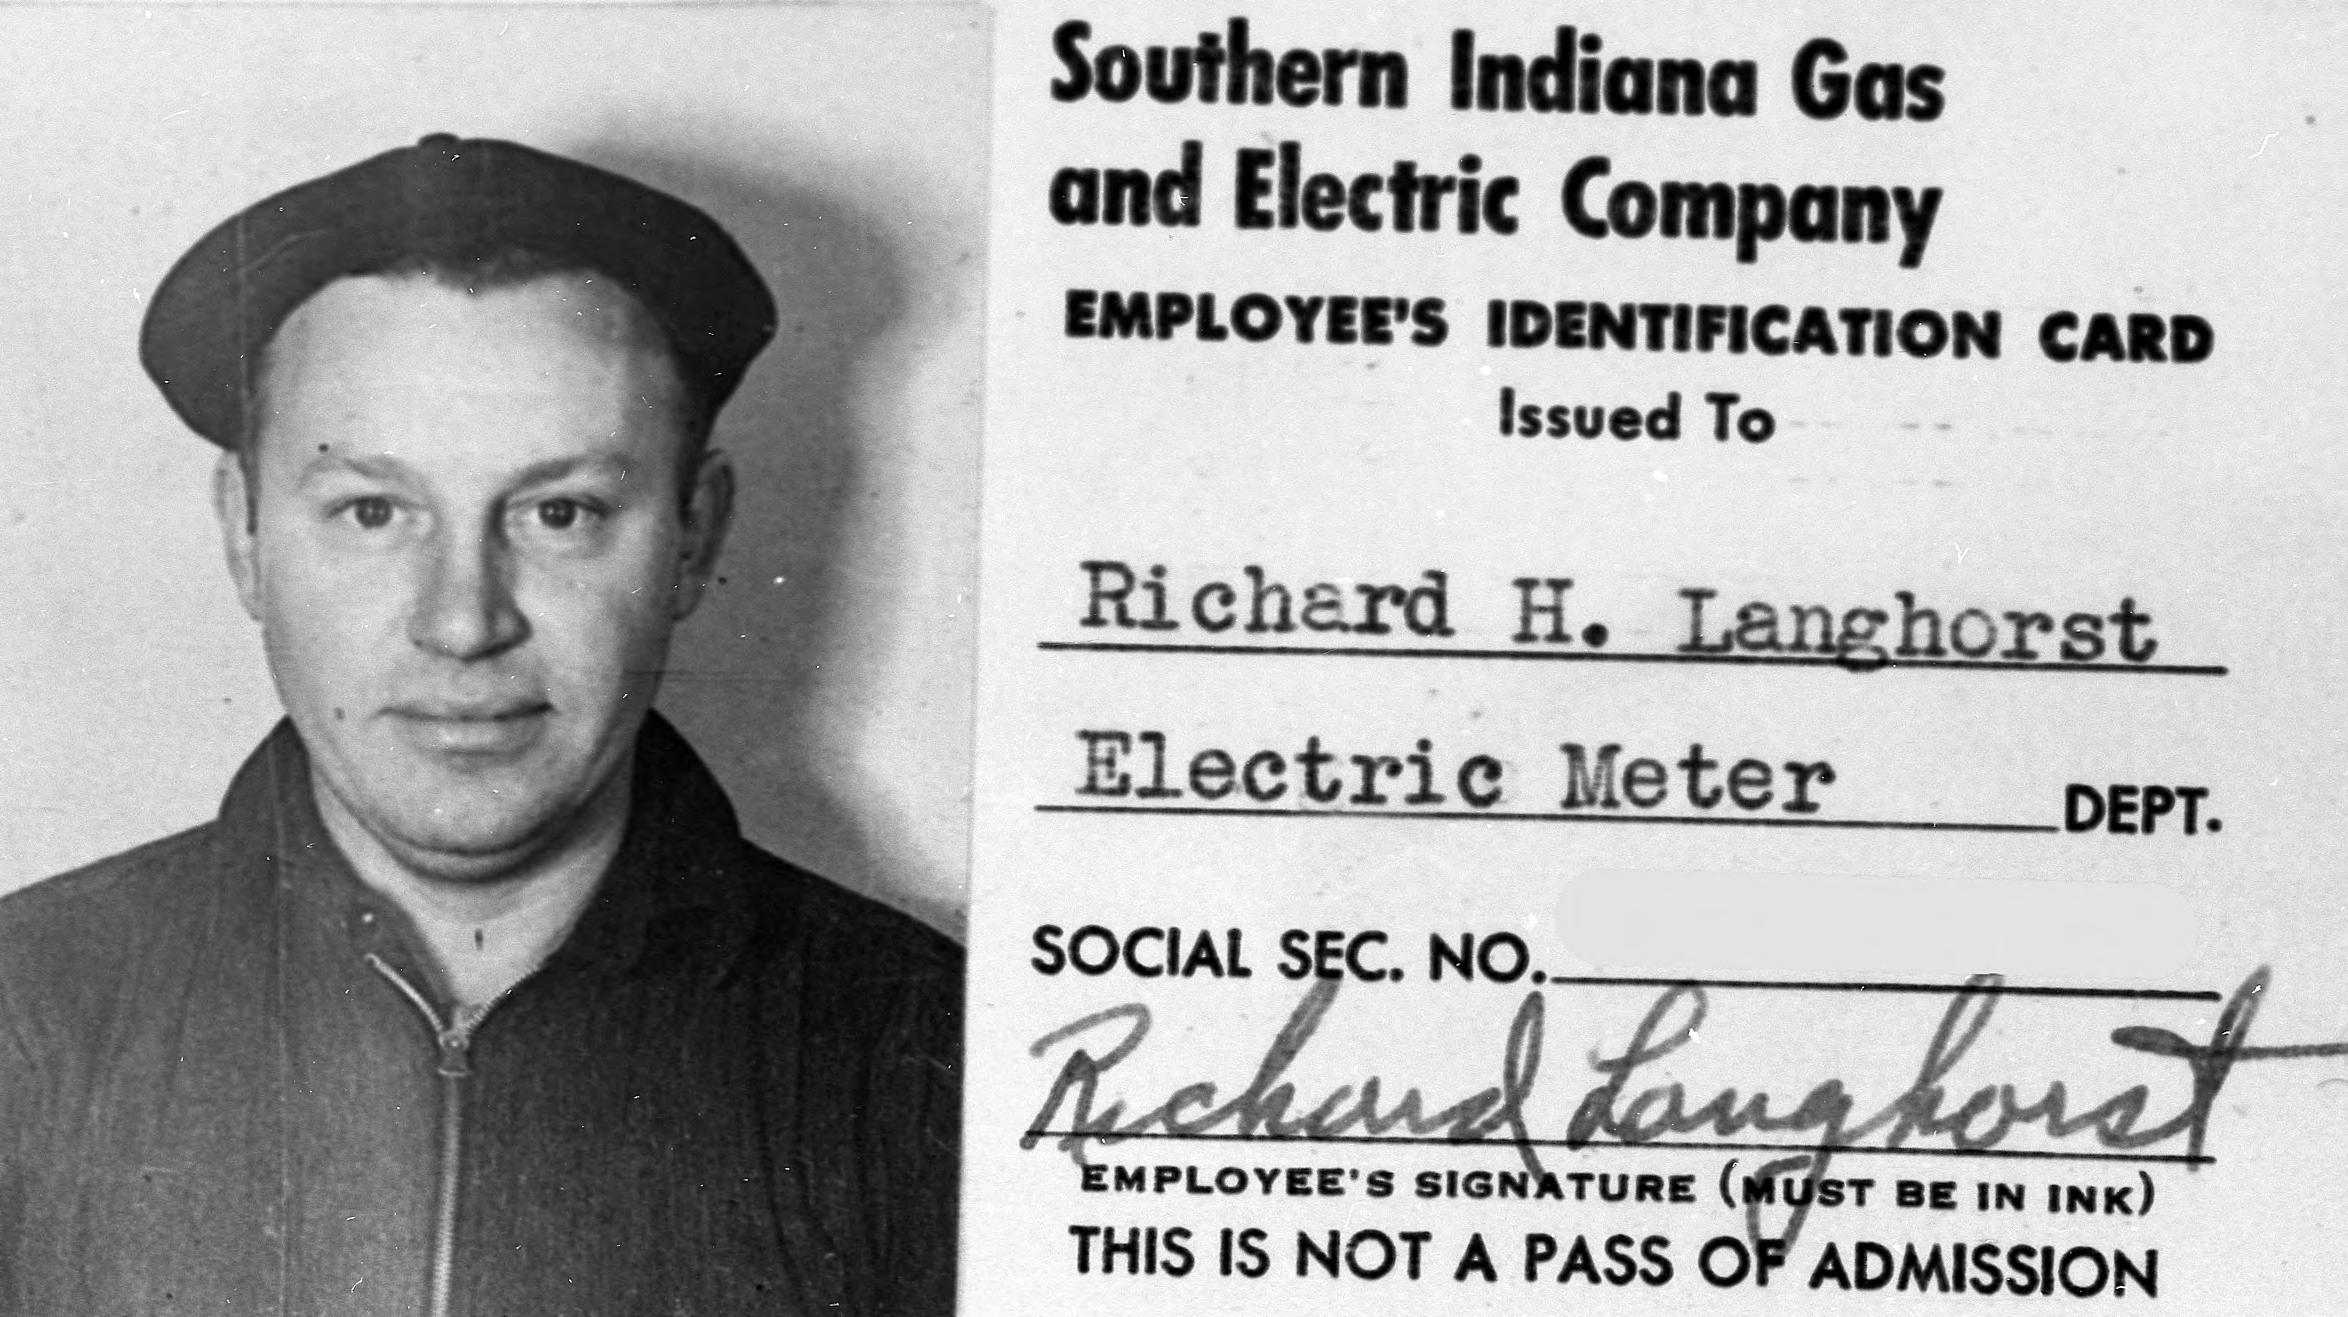 Southern Indiana Gas
and Electric Company
EMPLOYEE'S IDENTIFICATION CARD
Issued To
Richard H. Langhorst
Electric Meter DEPT.
SOCIAL SEC. NO.
Richard Langhorst
EMPLOYEE'S SIGNATURE (MUST BE IN INK)
THIS IS NOT A PASS OF ADMISSION